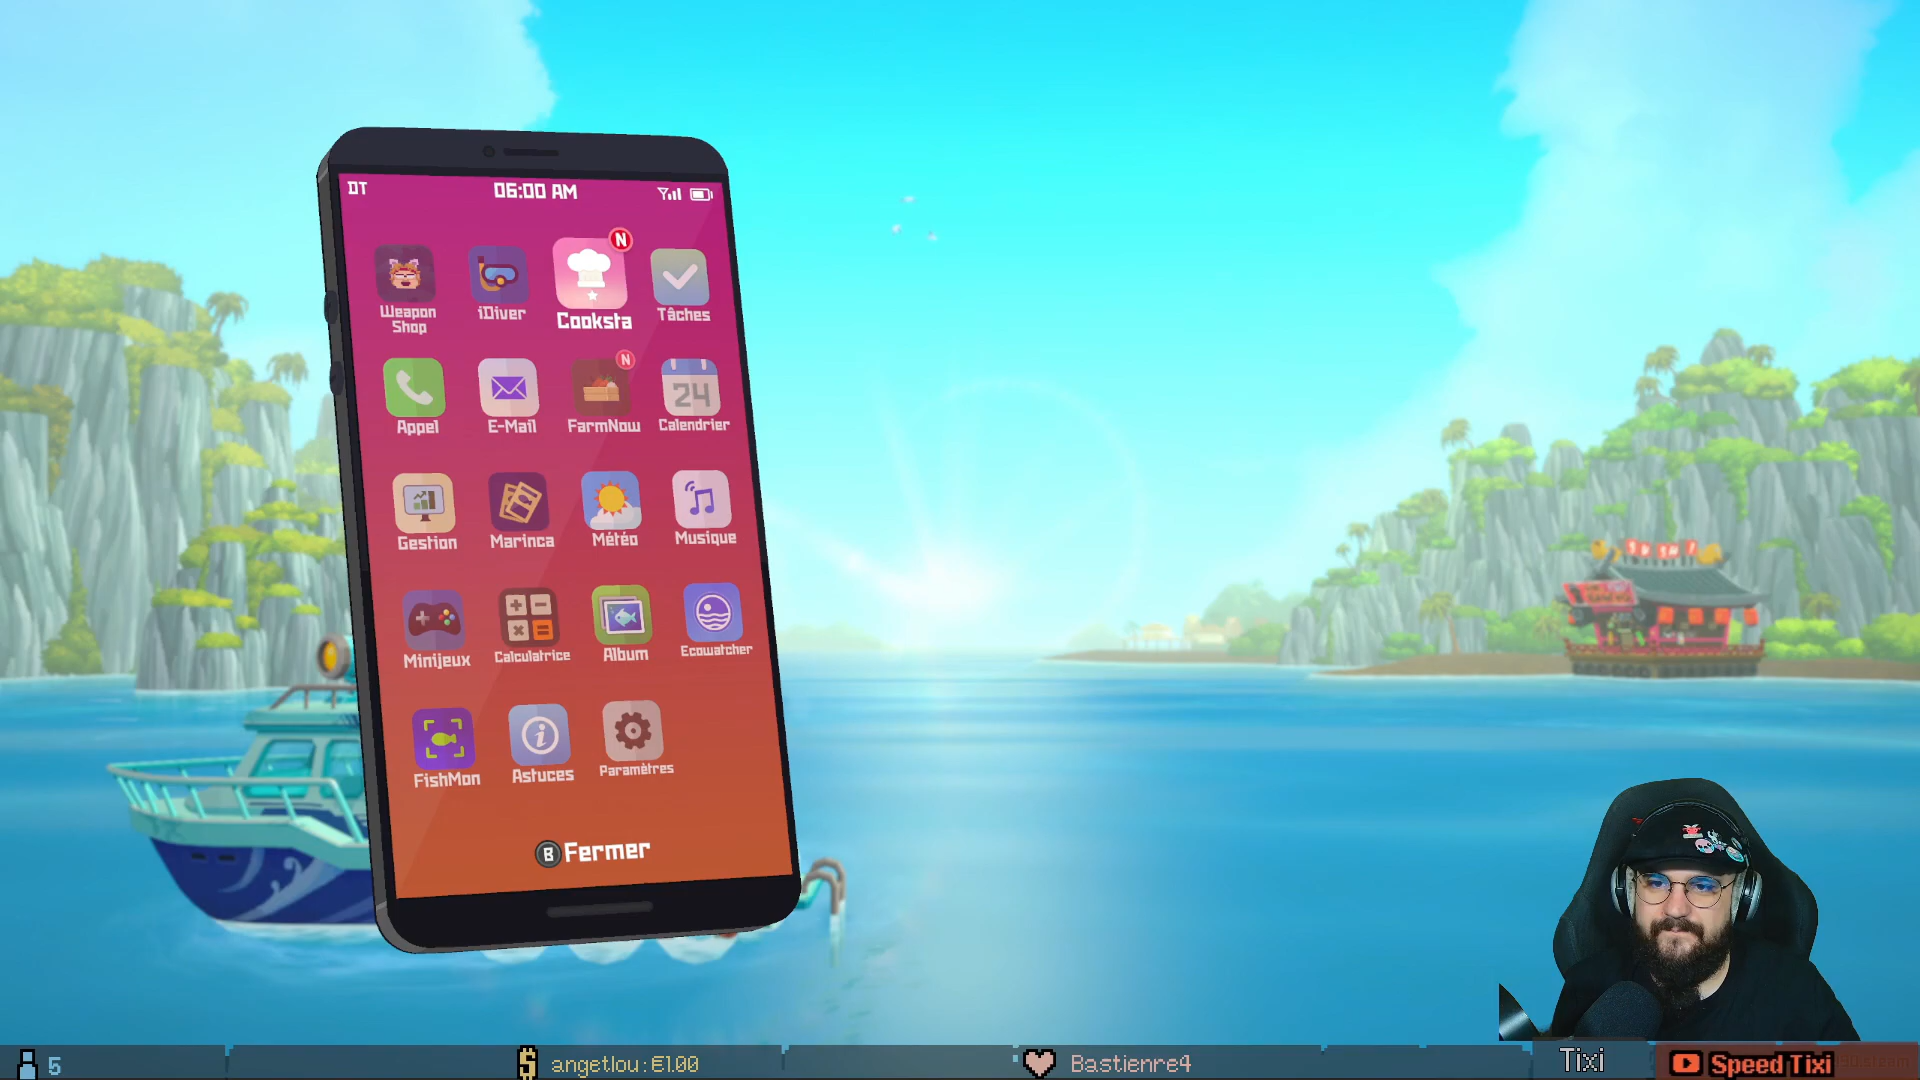 DT
06:00 AM
N
Weapon
Shop
iDiver
Cooksta
Tâches
Appel
E-Mail
N
FarmNow
24
Calendrier
Gestion
Marinca
Météo
Musique
Minijeux
Calculatrice
Album
Ecowatcher
FishMon
Astuces
Paramètres
B Fermer
SUSHI
5
angetlou : €1.00
Bastienre4
Tixi
Speed Tixi